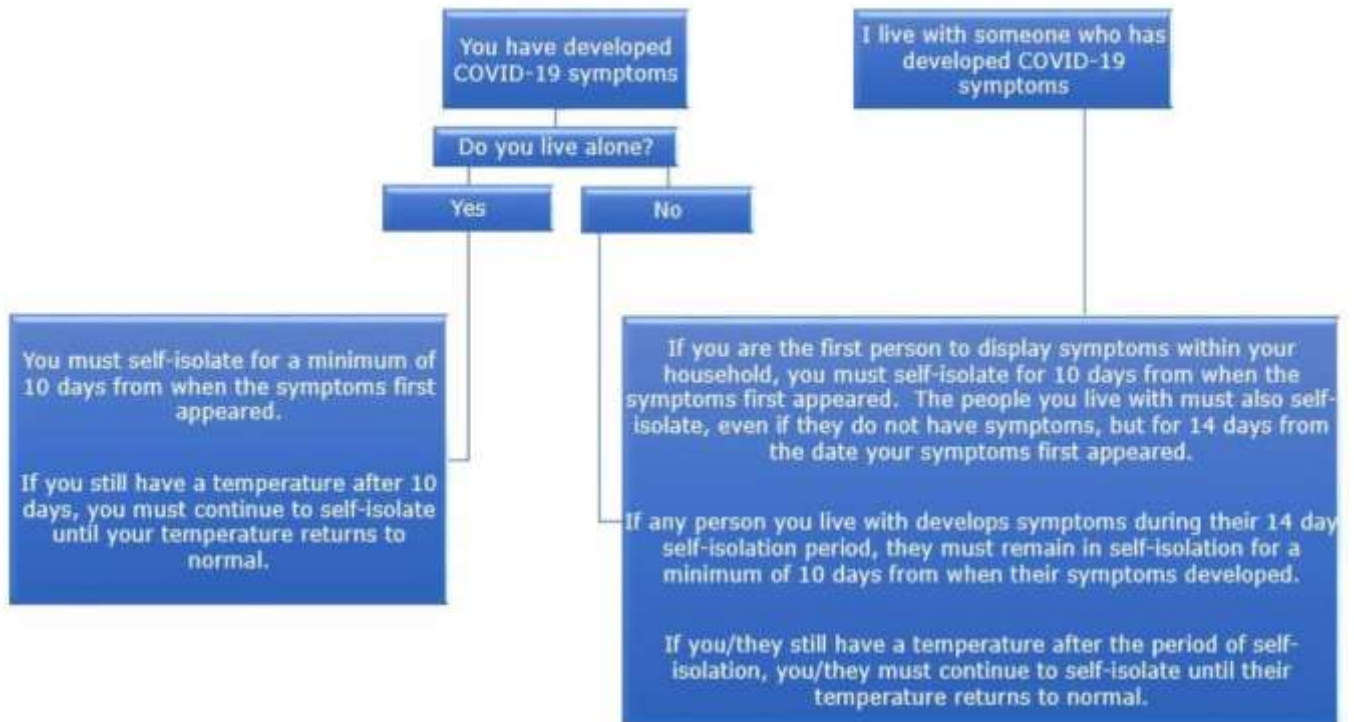 You have developed
COVID-19 symptoms
I live with someone who has
developed COVID-19
symptoms
Do you live alone?
Yes
No
You must self-isolate for a minimum of
10 days from when the symptoms first
appeared.
If you still have a temperature after 10
days, you must continue to self-isolate
until your temperature returns to
normal.
If you are the first person to display symptoms within your
household, you must self-isolate for 10 days from when the
symptoms first appeared.  The people you live with must also self-
isolate, even if they do not have symptoms, but for 14 days from
the date your symptoms first appeared.
If any person you live with develops symptoms during their 14 day
self-isolation period, they must remain in self-isolation for a
minimum of 10 days from when their symptoms developed.
If you/they still have a temperature after the period of self-
isolation, you/they must continue to self-isolate until their
temperature returns to normal.